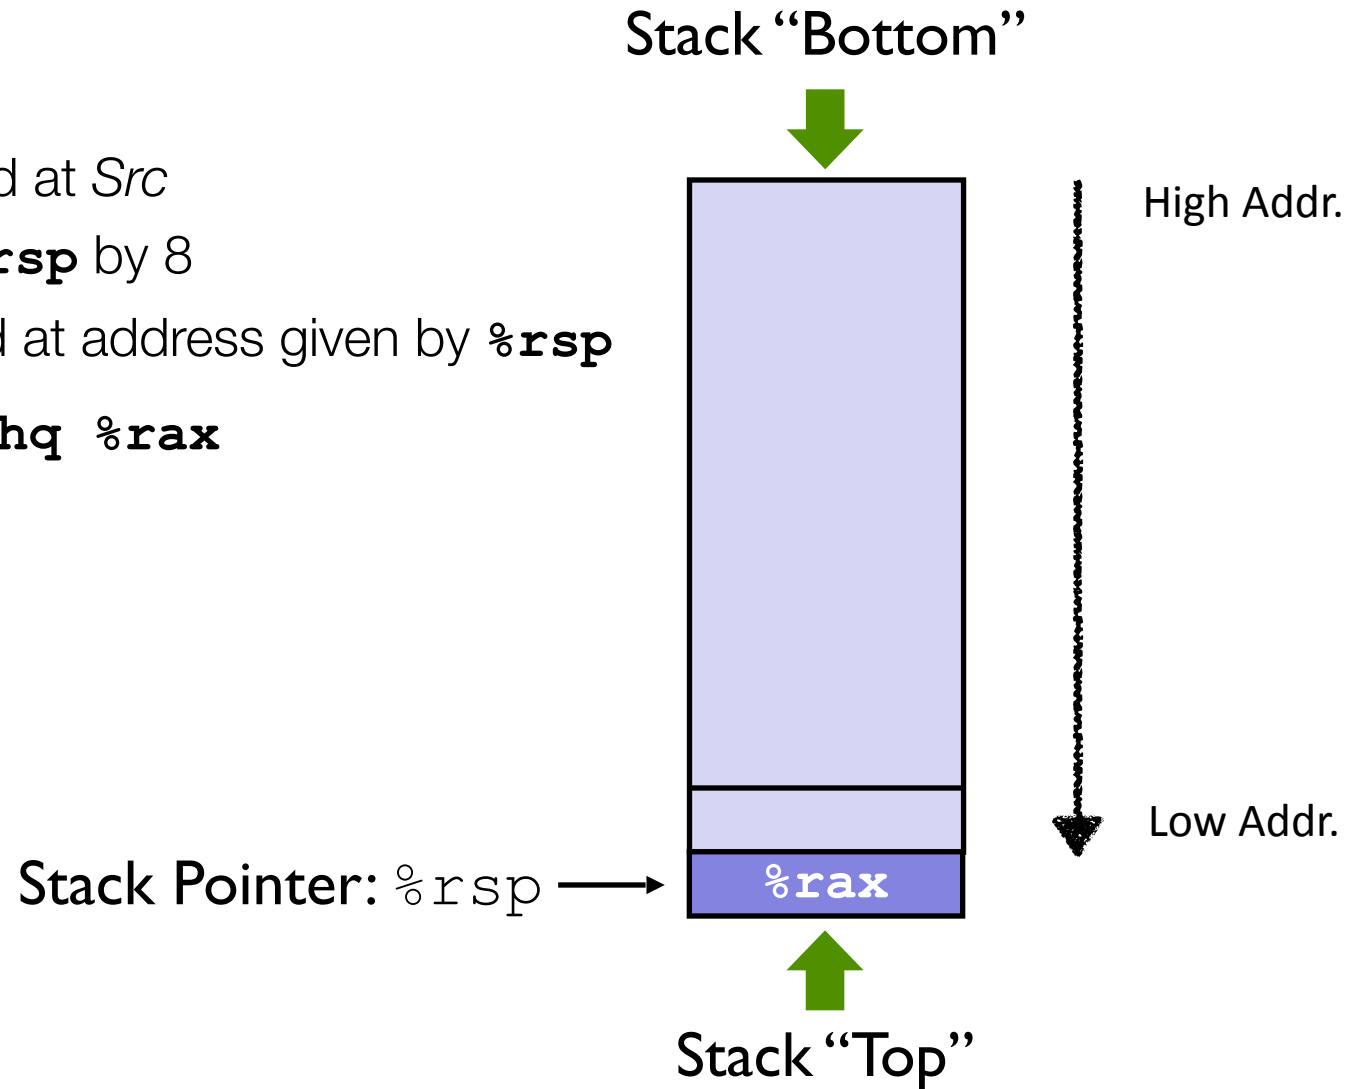 Stack “Bottom”
d at Src
High Addr.
rsp by 8
d at address given by %rsp
hq %rax
Low Addr.
Stack Pointer: %rsp
%rax
Stack “Top”